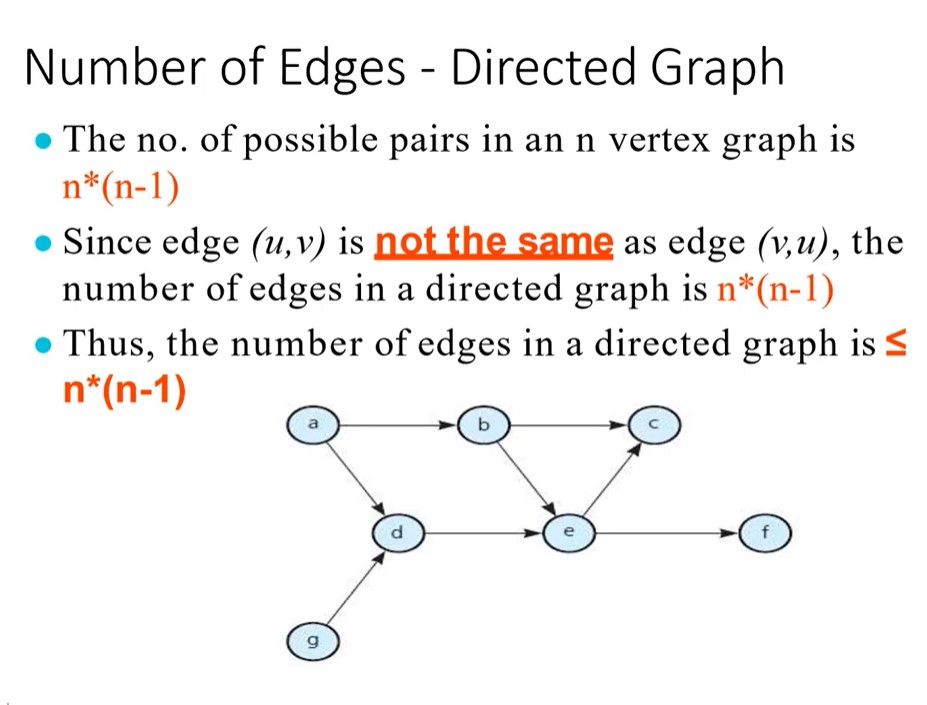 Number of Edges - Directed Graph
● The no. of possible pairs in an n vertex graph is
n*(n-1)
● Since edge (u,v) is not the same as edge (v,u), the
number of edges in a directed graph is n*(n-1)
● Thus, the number of edges in a directed graph is ≤
n*(n-1)
a b c
d e f
g